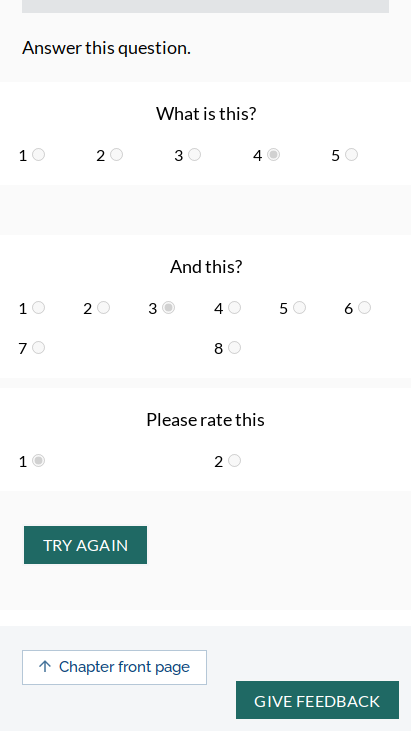 Answer this question.
What is this?
1 2 3 4 5
And this?
1 2 3 4 5 6
7 8
Please rate this
1 2
TRY AGAIN
Chapter front page
GIVE FEEDBACK